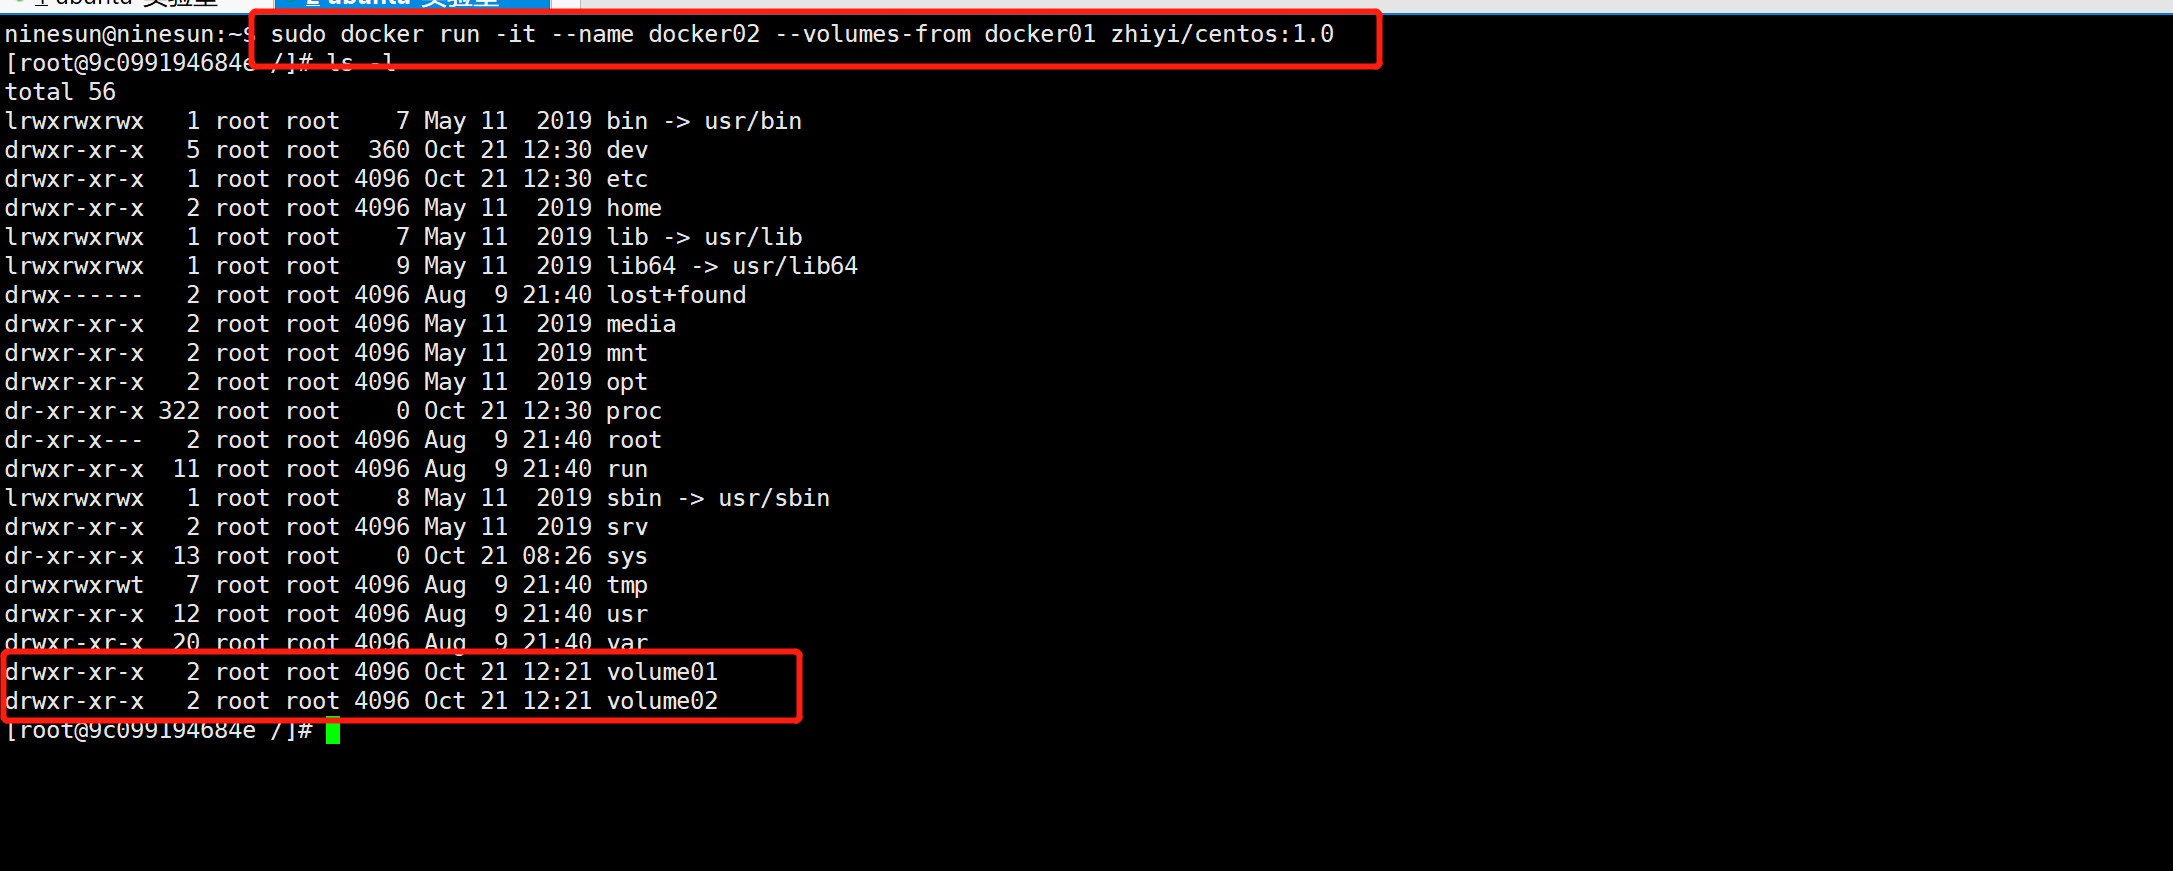 1 ubuntu 实验室 2 ubuntu 实验室
ninesun@ninesun:~$ sudo docker run -it --name docker02 --volumes-from docker01 zhiyi/centos:1.0
[root@9c099194684e /]# ls -l
total 56
lrwxrwxrwx   1 root root    7 May 11  2019 bin -> usr/bin
drwxr-xr-x   5 root root  360 Oct 21 12:30 dev
drwxr-xr-x   1 root root 4096 Oct 21 12:30 etc
drwxr-xr-x   2 root root 4096 May 11  2019 home
lrwxrwxrwx   1 root root    7 May 11  2019 lib -> usr/lib
lrwxrwxrwx   1 root root    9 May 11  2019 lib64 -> usr/lib64
drwx------   2 root root 4096 Aug  9 21:40 lost+found
drwxr-xr-x   2 root root 4096 May 11  2019 media
drwxr-xr-x   2 root root 4096 May 11  2019 mnt
drwxr-xr-x   2 root root 4096 May 11  2019 opt
dr-xr-xr-x 322 root root    0 Oct 21 12:30 proc
dr-xr-x---   2 root root 4096 Aug  9 21:40 root
drwxr-xr-x  11 root root 4096 Aug  9 21:40 run
lrwxrwxrwx   1 root root    8 May 11  2019 sbin -> usr/sbin
drwxr-xr-x   2 root root 4096 May 11  2019 srv
dr-xr-xr-x  13 root root    0 Oct 21 08:26 sys
drwxrwxrwt   7 root root 4096 Aug  9 21:40 tmp
drwxr-xr-x  12 root root 4096 Aug  9 21:40 usr
drwxr-xr-x  20 root root 4096 Aug  9 21:40 var
drwxr-xr-x   2 root root 4096 Oct 21 12:21 volume01
drwxr-xr-x   2 root root 4096 Oct 21 12:21 volume02
[root@9c099194684e /]#